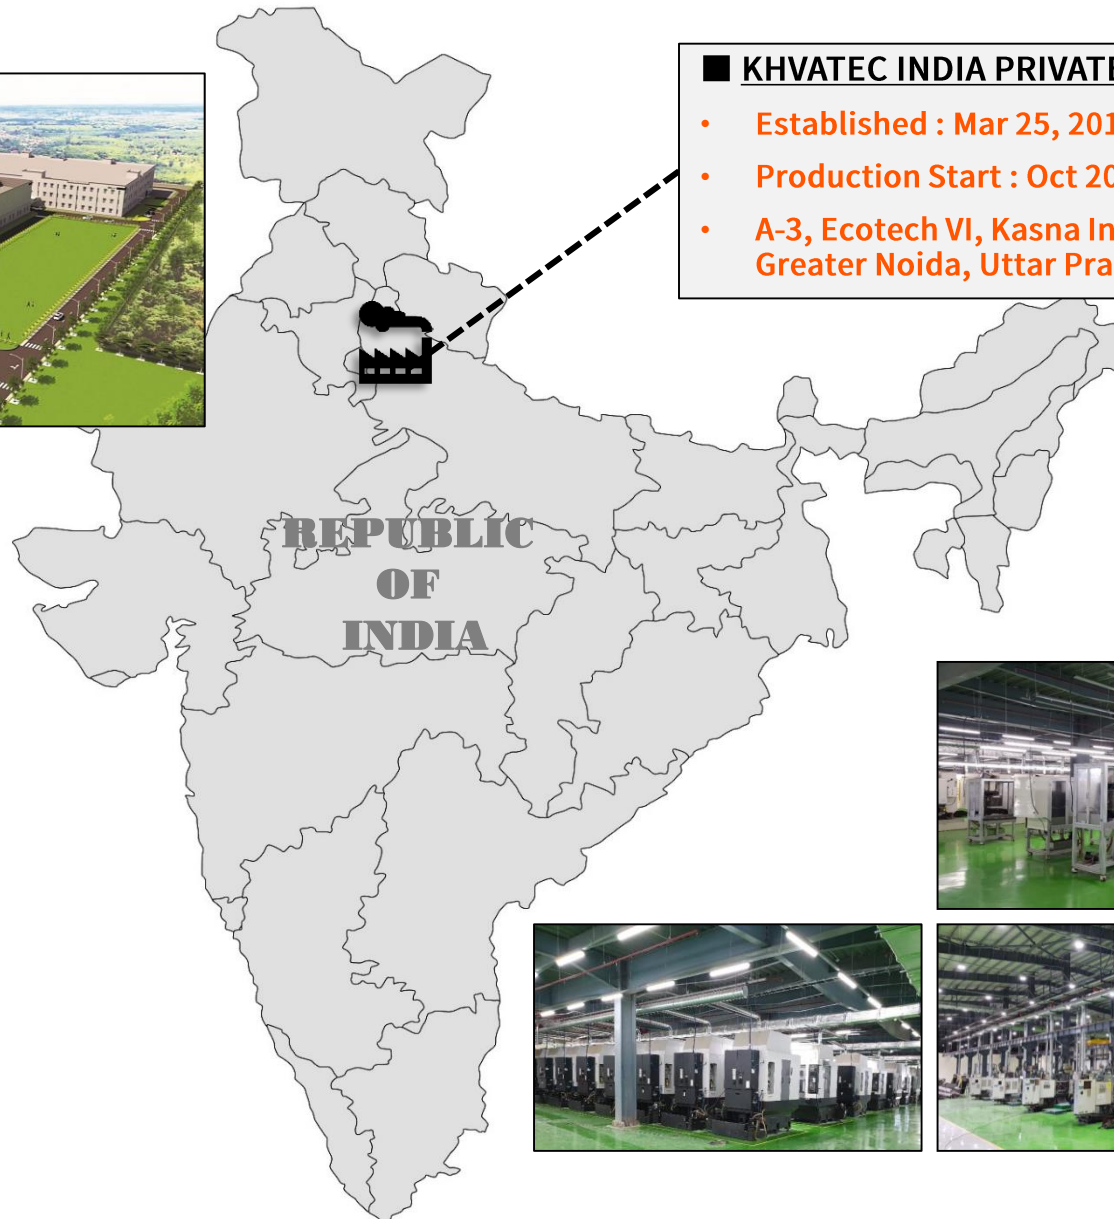 ■ KHVATEC INDIA PRIVATE
• Established : Mar 25, 201
• Production Start : Oct 20
• A-3, Ecotech VI, Kasna In
Greater Noida, Uttar Pra
REPUBLIC
OF
INDIA